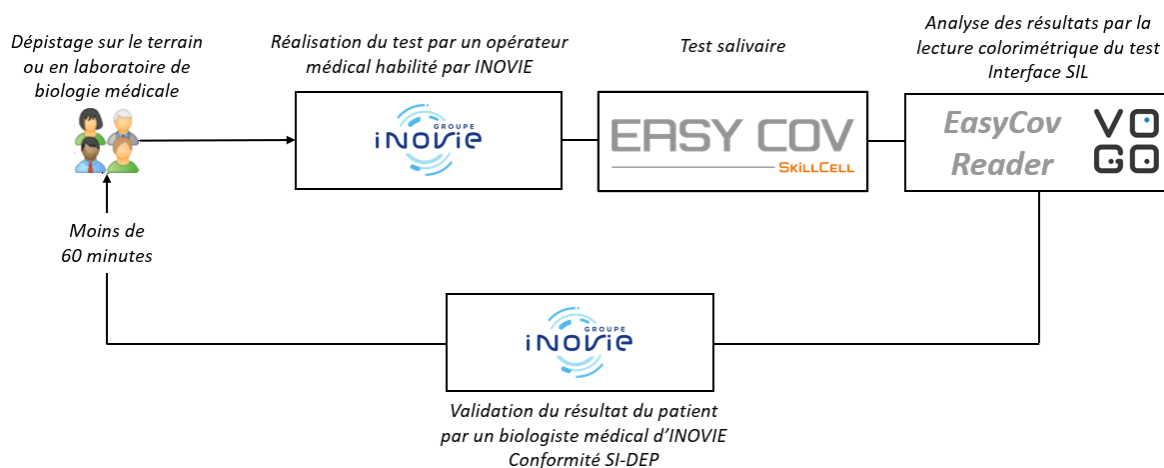 Dépistage sur le terrain
ou en laboratoire de
biologie médicale
Réalisation du test par un opérateur
médical habilité par INOVIE
Test salivaire
Analyse des résultats par la
lecture colorimétrique du test
Interface SIL
GROUPE
iNOVie
EASY COV
SKiLLCELL
EasyCov
Reader
VO
GO
Moins de
60 minutes
GROUPE
iNOVie
Validation du résultat du patient
par un biologiste médical d’INOVIE
Conformité SI-DEP